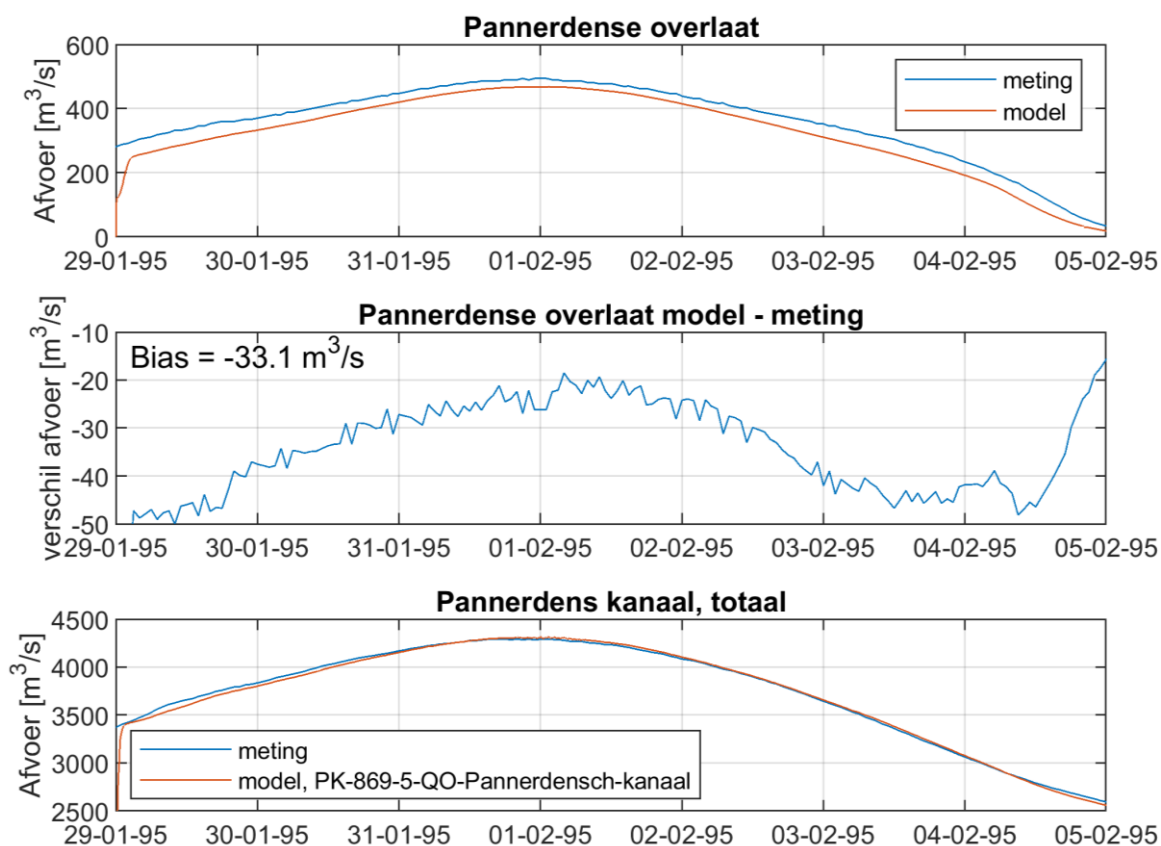 Pannerdense overlaat
Afvoer [m³/s]
600
400
200
0
meting
model
29-01-95 30-01-95 31-01-95 01-02-95 02-02-95 03-02-95 04-02-95 05-02-95
Pannerdense overlaat model - meting
verschil afvoer [m³/s]
Bias = -33.1 m³/s
-10
-20
-30
-40
-50
29-01-95 30-01-95 31-01-95 01-02-95 02-02-95 03-02-95 04-02-95 05-02-95
Pannerdens kanaal, totaal
Afvoer [m³/s]
4500
4000
3500
3000
2500
meting
model, PK-869-5-QO-Pannerdensch-kanaal
29-01-95 30-01-95 31-01-95 01-02-95 02-02-95 03-02-95 04-02-95 05-02-95